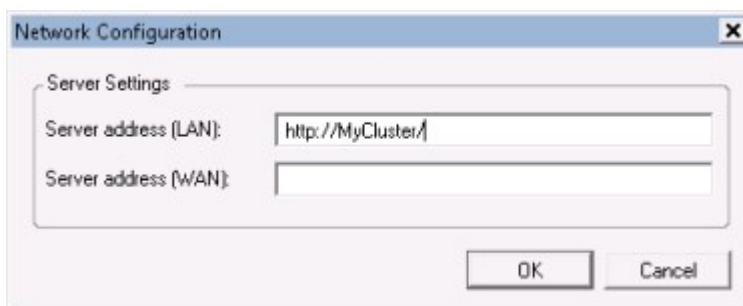 Network Configuration
Server Settings
Server address (LAN): http://MyCluster/
Server address (WAN):
OK Cancel